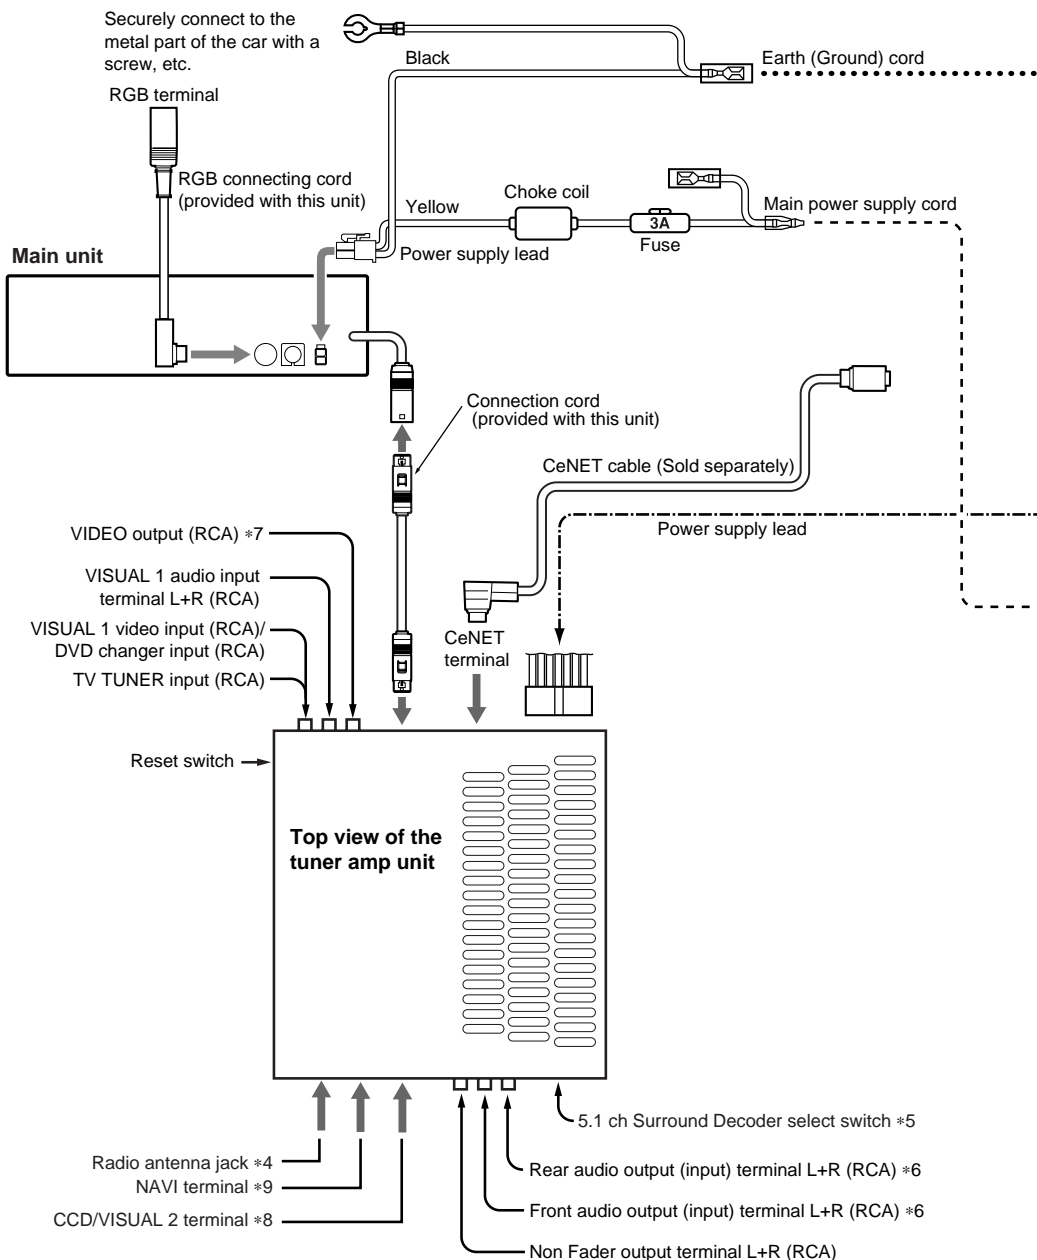 Securely connect to the
metal part of the car with a
screw, etc.
Black
Earth (Ground) cord
RGB terminal
RGB connecting cord
(provided with this unit)
Choke coil
Yellow
Main power supply cord
3A
Fuse
Power supply lead
Main unit
Connection cord
(provided with this unit)
CeNET cable (Sold separately)
Power supply lead
VIDEO output (RCA) *7
VISUAL 1 audio input
terminal L+R (RCA)
VISUAL 1 video input (RCA)/
DVD changer input (RCA)
TV TUNER input (RCA)
CeNET
terminal
Reset switch
Top view of the
tuner amp unit
5.1 ch Surround Decoder select switch *5
Radio antenna jack *4
Rear audio output (input) terminal L+R (RCA) *6
NAVI terminal *9
Front audio output (input) terminal L+R (RCA) *6
CCD/VISUAL 2 terminal *8
Non Fader output terminal L+R (RCA)